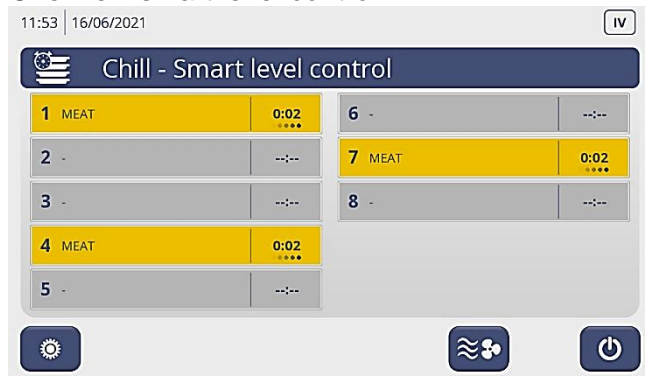 11:53 16/06/2021 IV
Chill - Smart level control
1 MEAT 0:02
2 - --:--
3 - --:--
4 MEAT 0:02
5 - --:--
6 - --:--
7 MEAT 0:02
8 - --:--